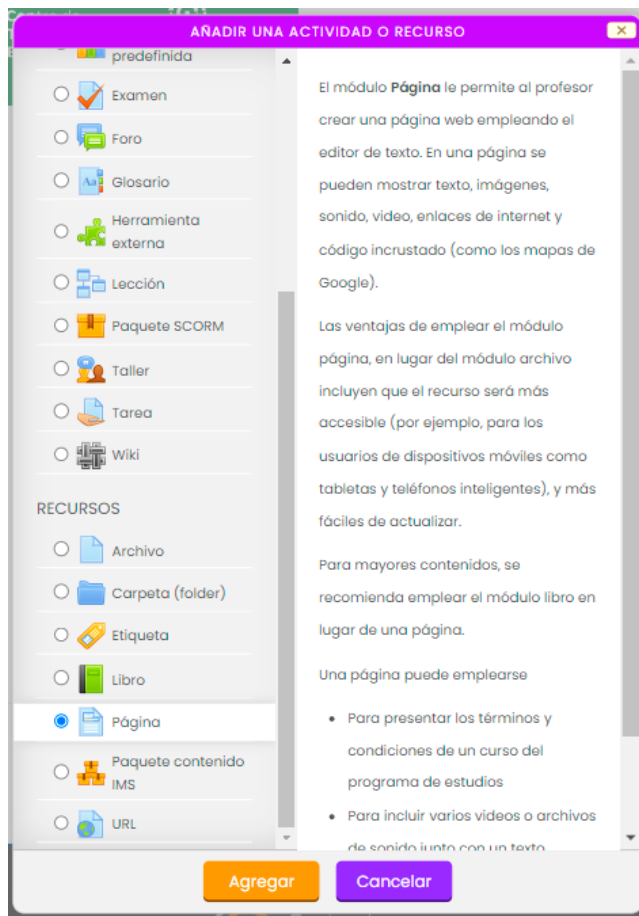 AÑADIR UNA ACTIVIDAD O RECURSO
predefinida
Examen
Foro
Glosario
Herramienta
externa
Lección
Paquete SCORM
Taller
Tarea
Wiki
RECURSOS
Archivo
Carpeta (folder)
Etiqueta
Libro
Página
Paquete contenido
IMS
URL
El módulo Página le permite al profesor
crear una página web empleando el
editor de texto. En una página se
pueden mostrar texto, imágenes,
sonido, video, enlaces de internet y
código incrustado (como los mapas de
Google).
Las ventajas de emplear el módulo
página, en lugar del módulo archivo
incluyen que el recurso será más
accesible (por ejemplo, para los
usuarios de dispositivos móviles como
tabletas y teléfonos inteligentes), y más
fáciles de actualizar.
Para mayores contenidos, se
recomienda emplear el módulo libro en
lugar de una página.
Una página puede emplearse
• Para presentar los términos y
condiciones de un curso del
programa de estudios
• Para incluir varios videos o archivos
de sonido junto con un texto
Agregar
Cancelar